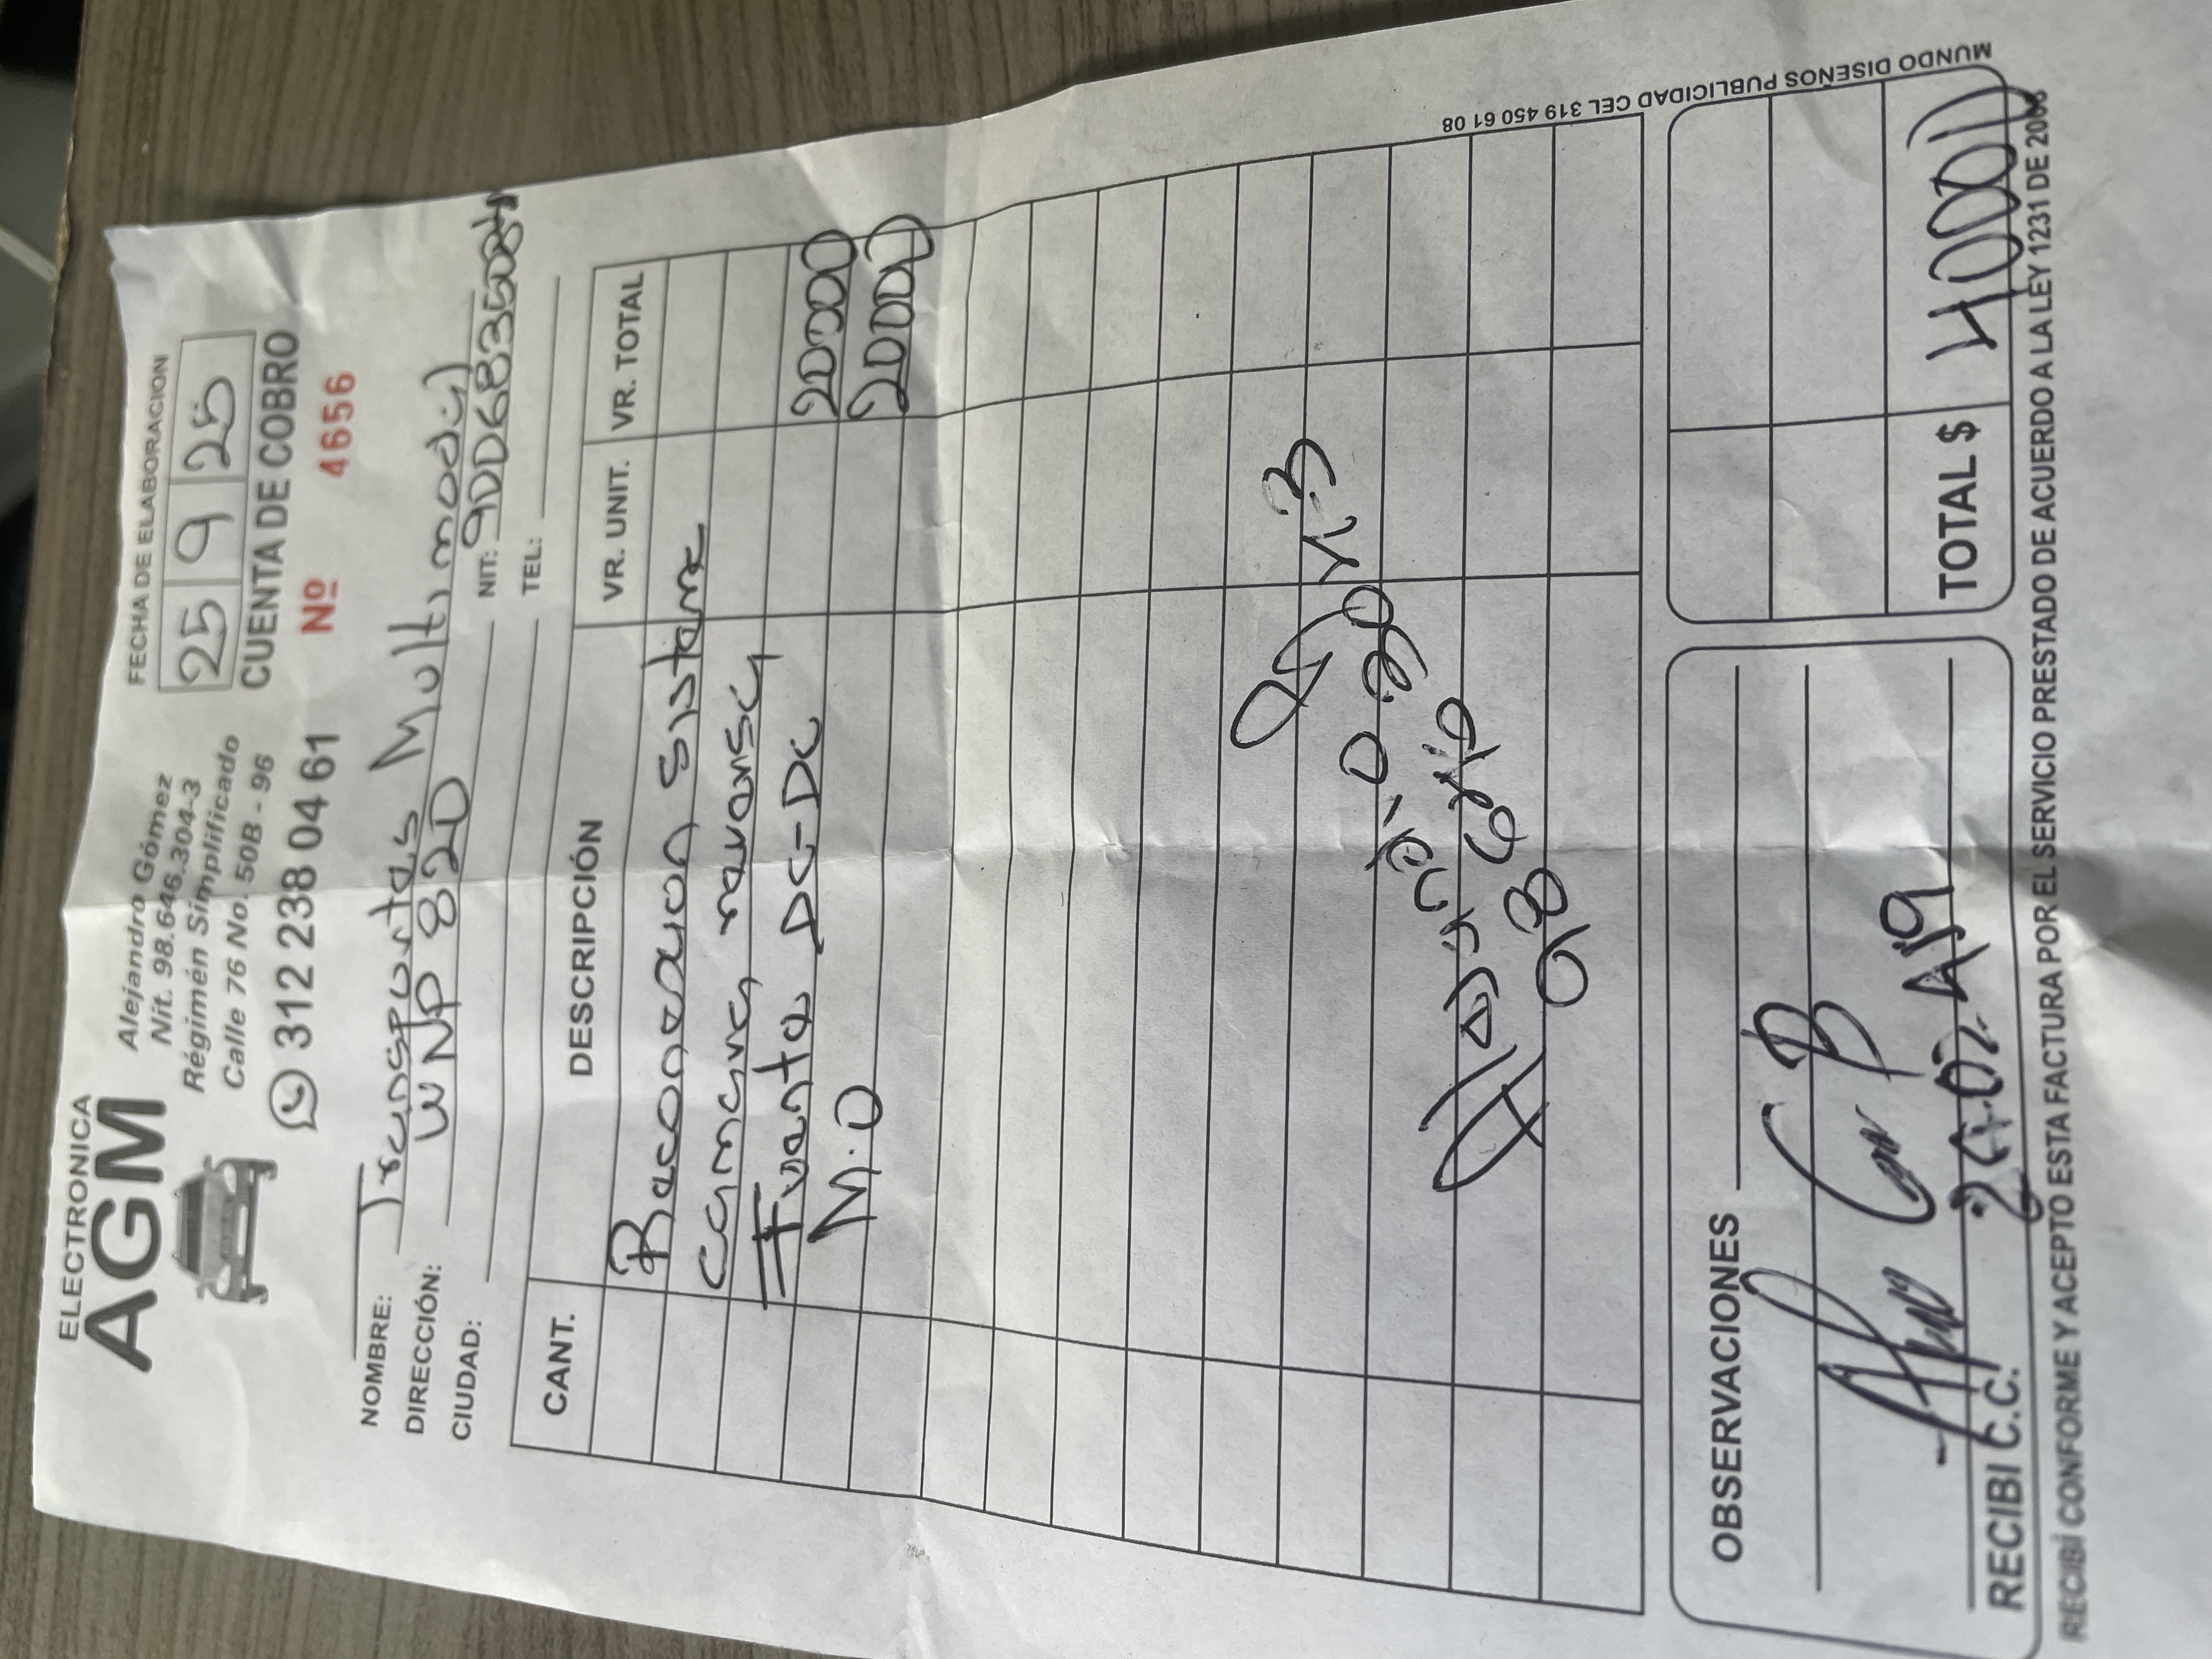 ELECTRONICA
AGM
Alejandro Gómez
Nit. 98.646.304-3
Régimén Simplificado
Calle 76 No. 50B - 96
312 238 04 61
FECHA DE ELABORACION
25 9 25
CUENTA DE COBRO
Nº 4656
NOMBRE: Transportes Multimodal
DIRECCIÓN: WNP 820 NIT: 900683508
CIUDAD: TEL:
CANT. DESCRIPCIÓN VR. UNIT. VR. TOTAL
Reconexion sistema
camara reversa
Fuente DC-DC 20000
M.O 20000
MUNDO DISEÑOS PUBLICIDAD CEL 319 450 61 08
OBSERVACIONES
RECIBI C.C.
TOTAL $ 40000
RECIBÍ CONFORME Y ACEPTO ESTA FACTURA POR EL SERVICIO PRESTADO DE ACUERDO A LA LEY 1231 DE 2008